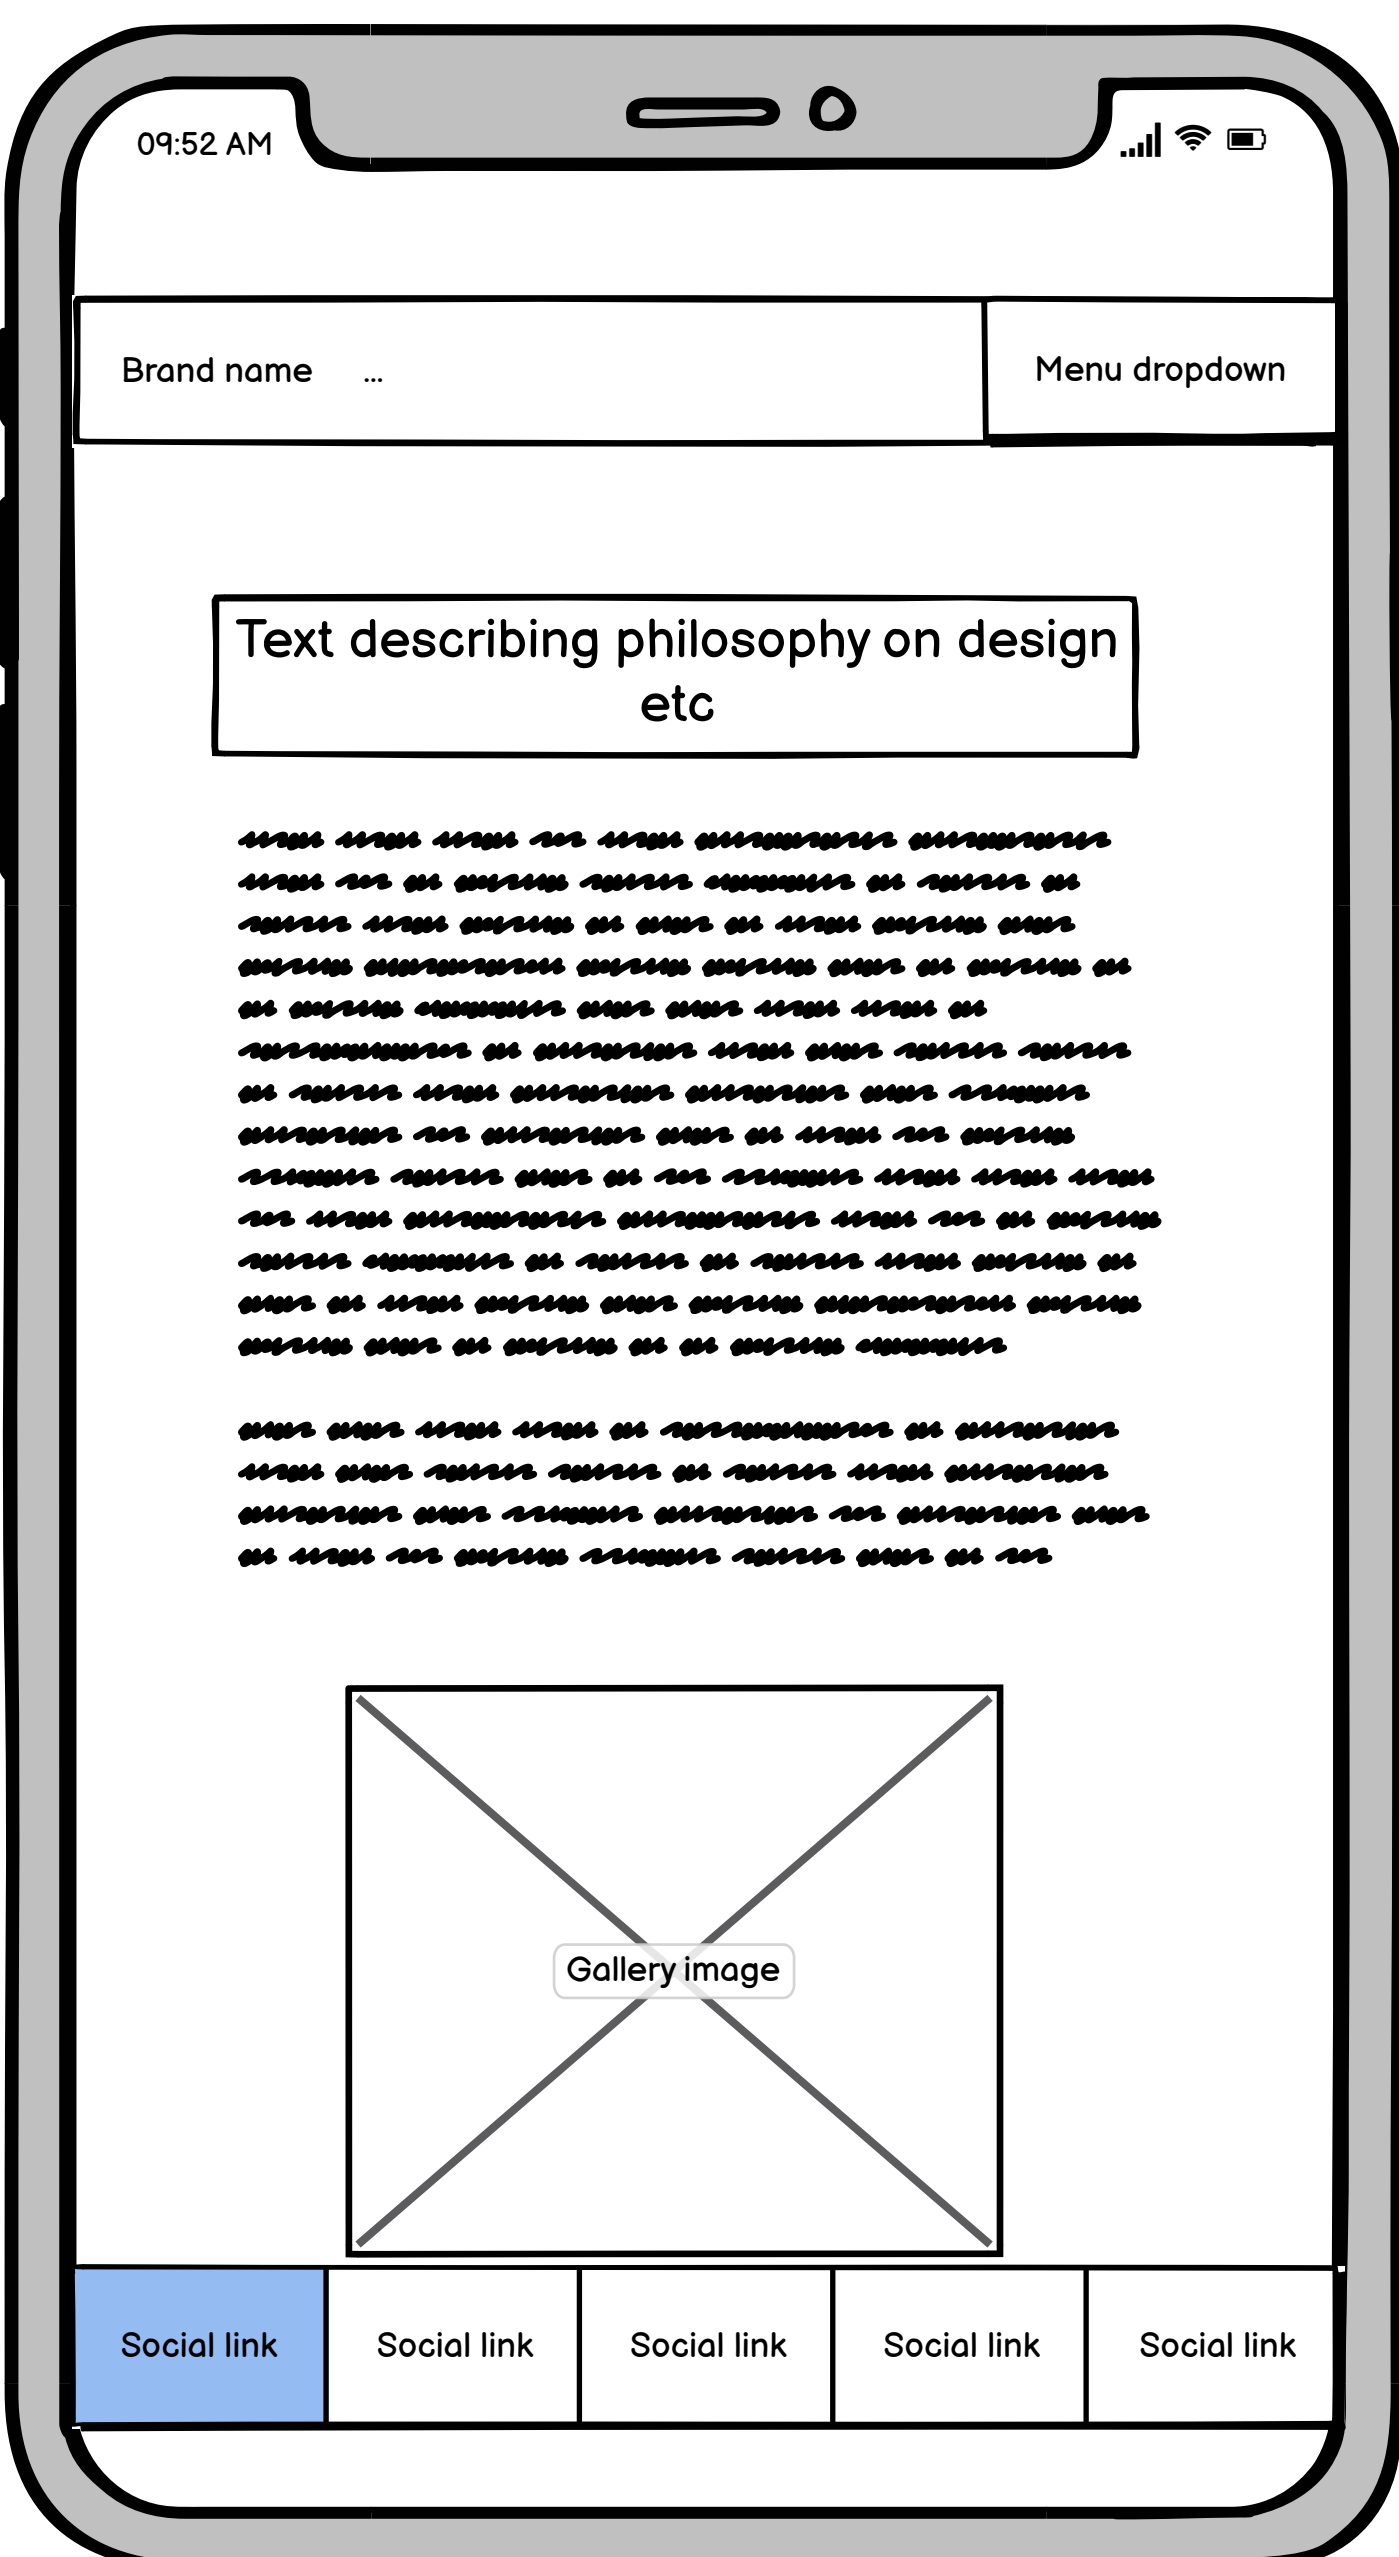 09:52 AM
Brand name ...
Menu dropdown
Text describing philosophy on design
etc
Gallery image
Social link
Social link
Social link
Social link
Social link